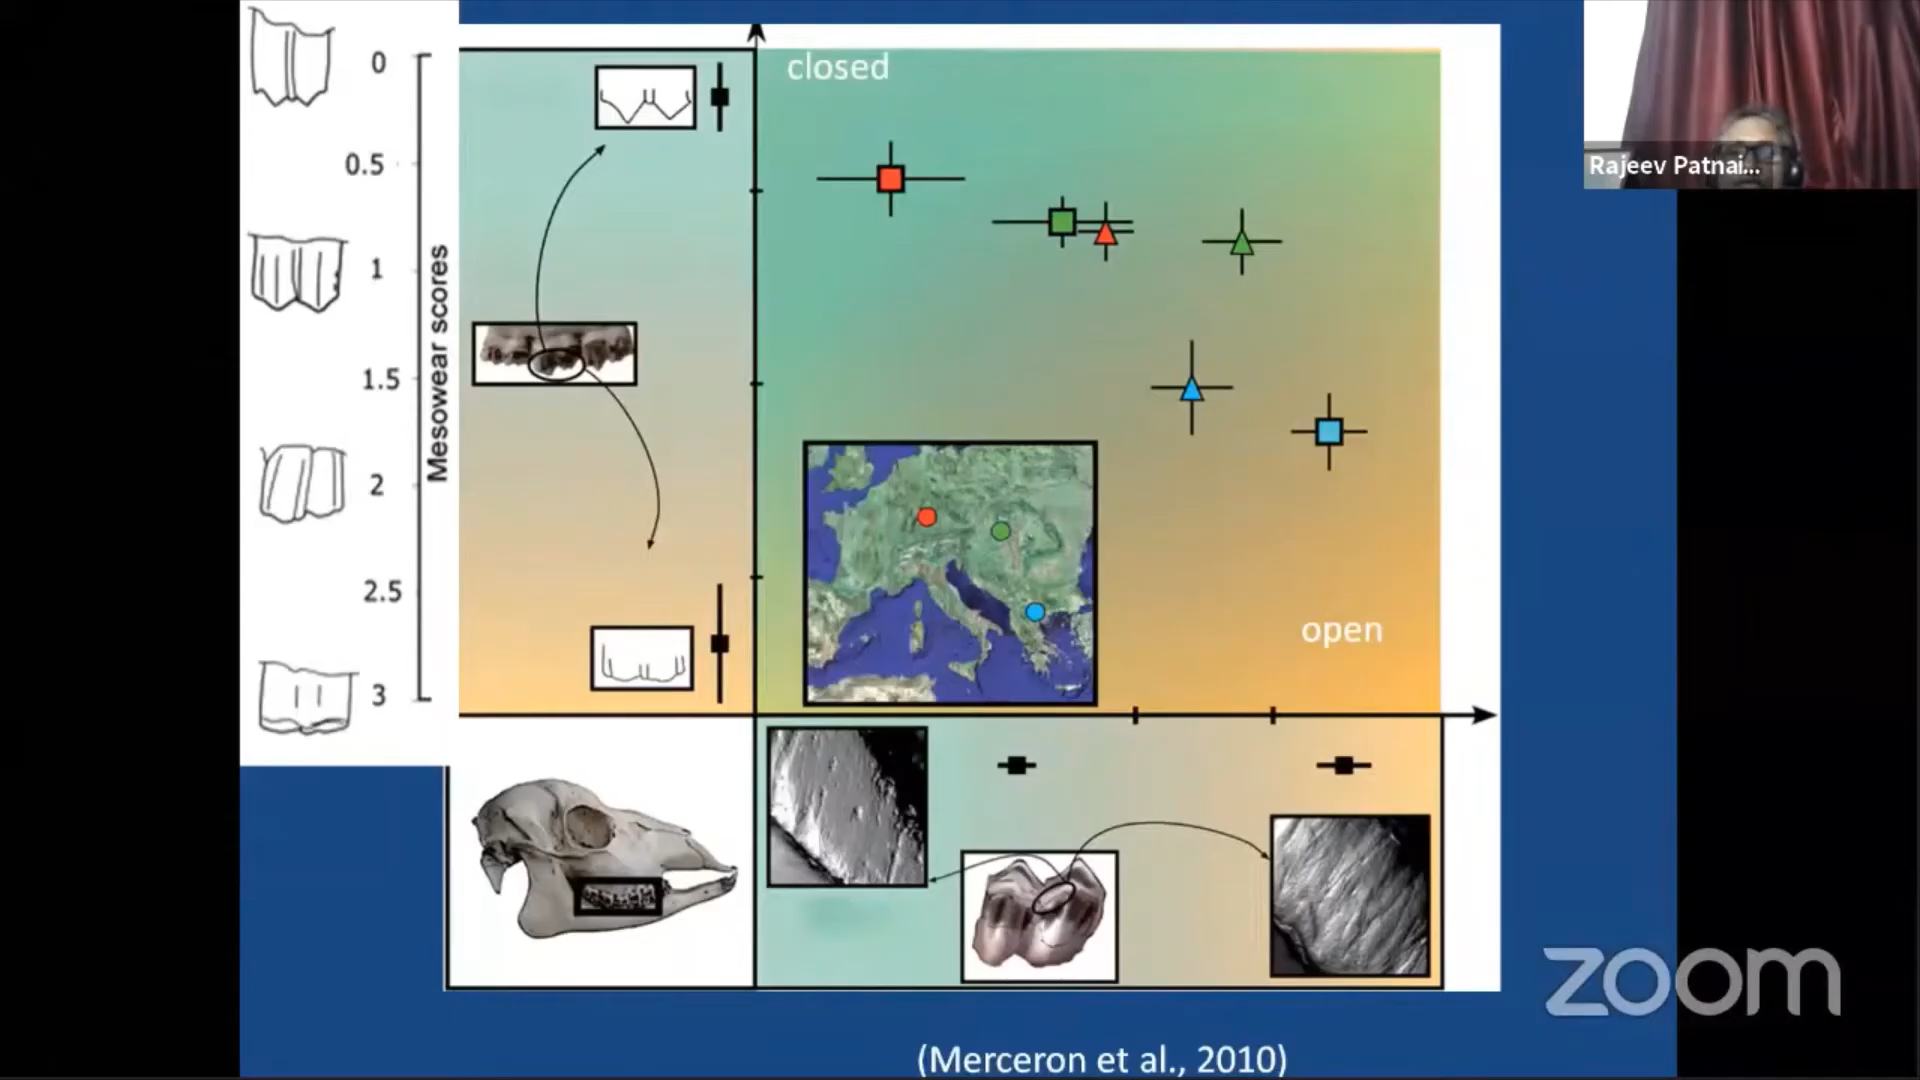 closed
0
0.5
1
1.5
2
2.5
3
Mesowear scores
open
Rajeev Patnai...
zoom
(Merceron et al., 2010)